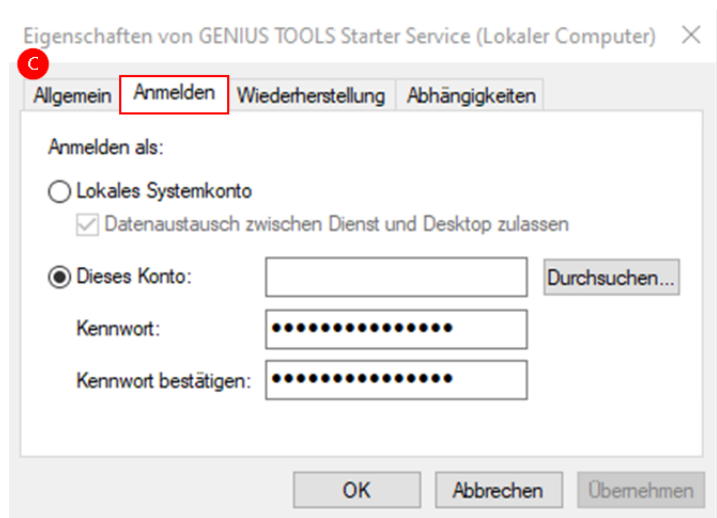 Eigenschaften von GENIUS TOOLS Starter Service (Lokaler Computer)
C
Allgemein Anmelden Wiederherstellung Abhängigkeiten
Anmelden als:
Lokales Systemkonto
Datenaustausch zwischen Dienst und Desktop zulassen
Dieses Konto: Durchsuchen...
Kennwort: •••••••••••••••
Kennwort bestätigen: •••••••••••••••
OK Abbrechen Übernehmen